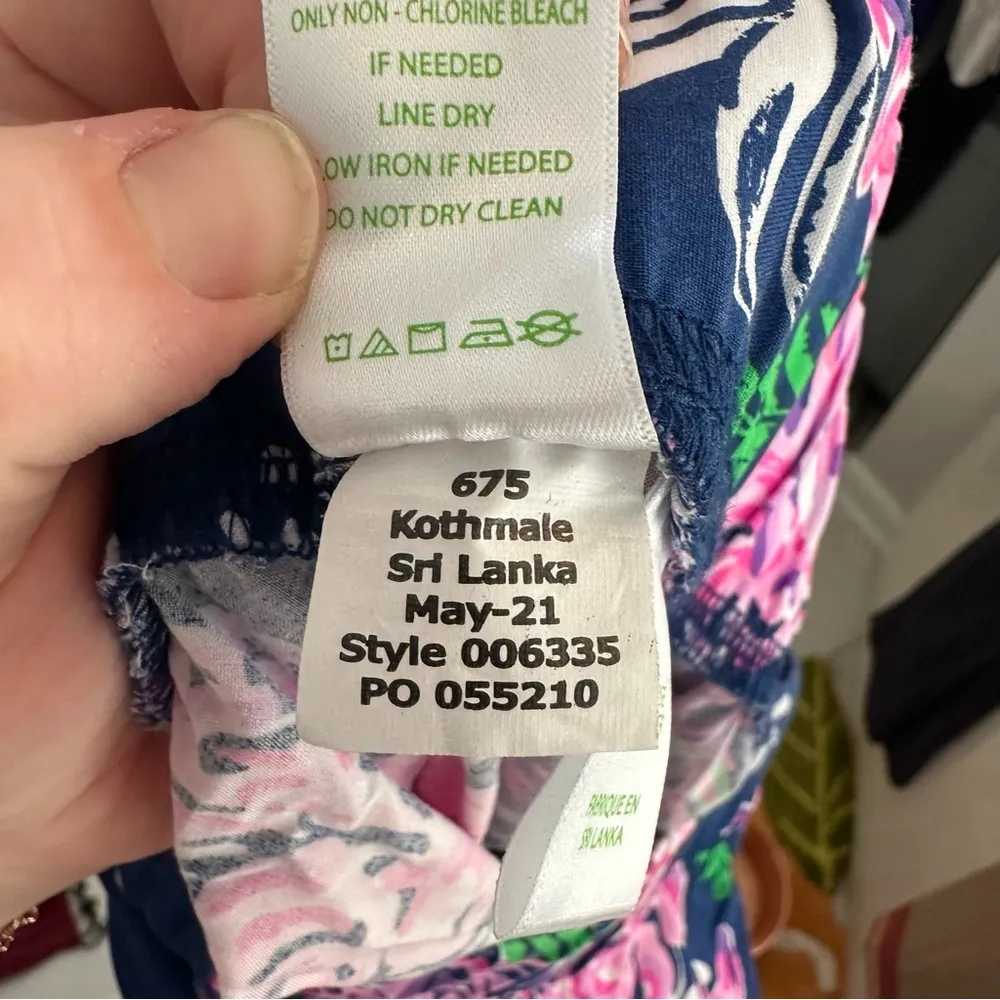 ONLY NON - CHLORINE BLEACH
IF NEEDED
LINE DRY
OW IRON IF NEEDED
DO NOT DRY CLEAN
675
Kothmale
Sri Lanka
May-21
Style 006335
PO 055210
FABRIQUE EN
SRI LANKA